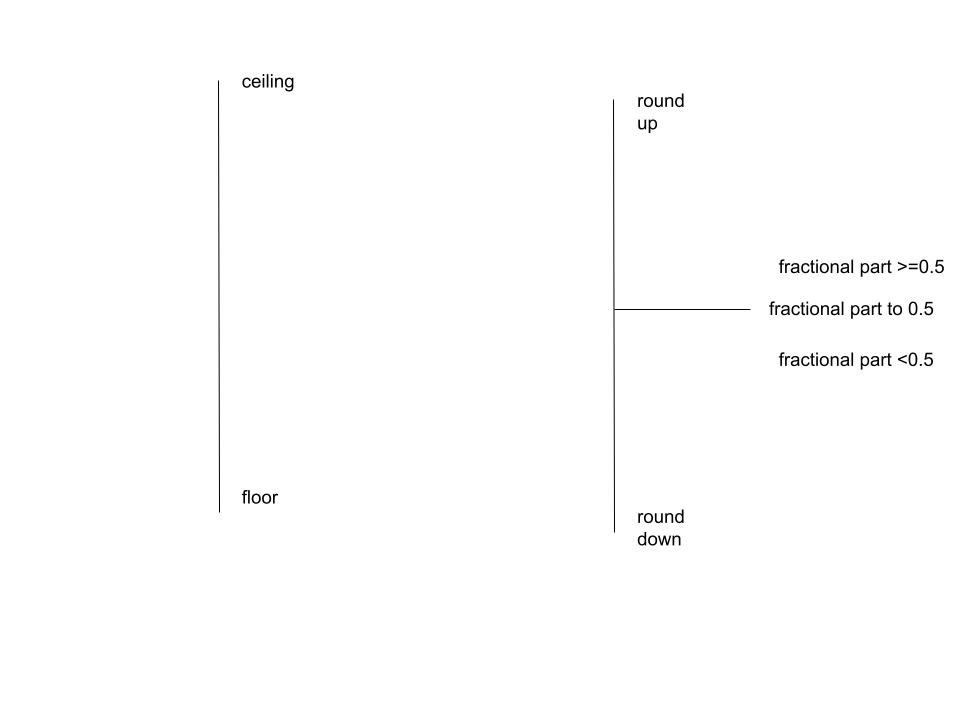 ceiling
floor
round
up
fractional part >=0.5
fractional part to 0.5
fractional part <0.5
round
down